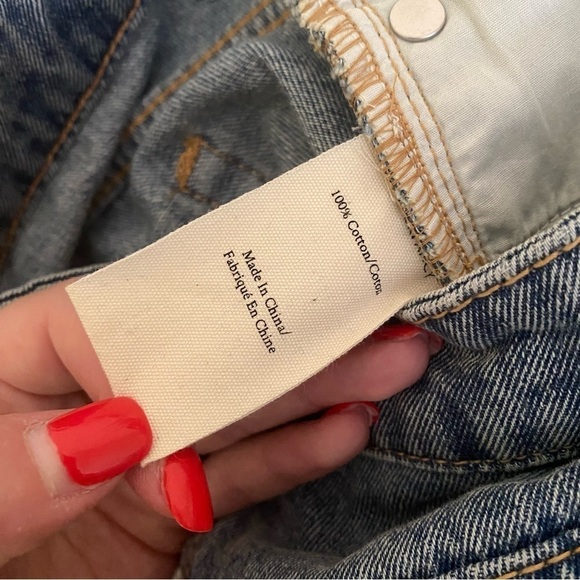 100% Cotton/Coton
Made In China/
Fabriqué En Chine